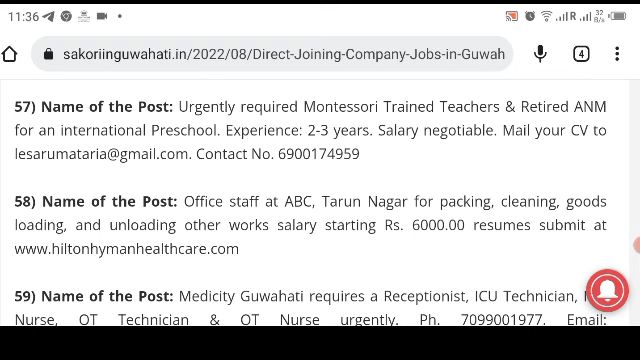 11:36
32
R
B/s
sakoriinguwahati.in/2022/08/Direct-Joining-Company-Jobs-in-Guwah
4
57) Name of the Post: Urgently required Montessori Trained Teachers & Retired ANM
for an international Preschool. Experience: 2-3 years. Salary negotiable. Mail your CV to
lesarumataria@gmail.com. Contact No. 6900174959
58) Name of the Post: Office staff at ABC, Tarun Nagar for packing, cleaning, goods
loading, and unloading other works salary starting Rs. 6000.00 resumes submit at
www.hiltonhymanhealthcare.com
59) Name of the Post: Medicity Guwahati requires a Receptionist, ICU Technician,
Nurse, OT Technician & OT Nurse urgently. Ph. 7099001977. Email: